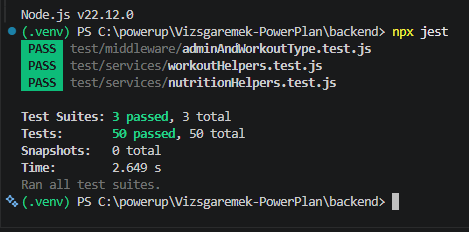 Node.js v22.12.0
(.venv) PS C:\powerup\Vizsgaremek-PowerPlan\backend> npx jest
PASS test/middleware/adminAndWorkoutType.test.js
PASS test/services/workoutHelpers.test.js
PASS test/services/nutritionHelpers.test.js
Test Suites: 3 passed, 3 total
Tests: 50 passed, 50 total
Snapshots: 0 total
Time: 2.649 s
Ran all test suites.
(.venv) PS C:\powerup\Vizsgaremek-PowerPlan\backend>